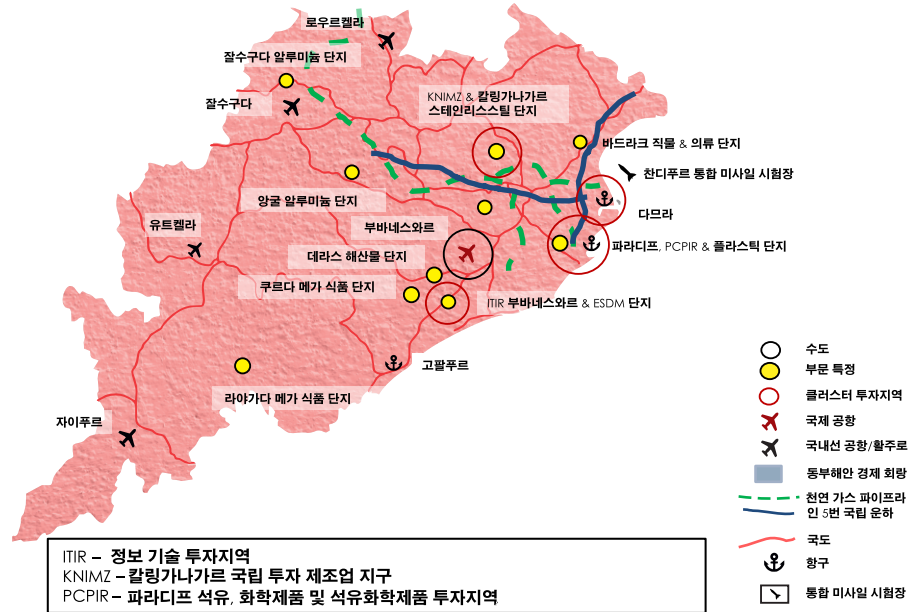 로우르켈라
잘수구다 알루미늄 단지
잘수구다
KNIMZ & 칼링가나가르
스테인리스스틸 단지
바드라크 직물 & 의류 단지
찬디푸르 통합 미사일 시험장
앙굴 알루미늄 단지
다므라
유트켈라
부바네스와르
파라디프, PCPIR & 플라스틱 단지
데라스 해산물 단지
쿠르다 메가 식품 단지
ITIR 부바네스와르 & ESDM 단지
고팔푸르
라야가다 메가 식품 단지
자이푸르
수도
부문 특정
클러스터 투자지역
국제 공항
국내선 공항/활주로
동부해안 경제 회랑
천연 가스 파이프라
인 5번 국립 운하
국도
항구
통합 미사일 시험장
ITIR – 정보 기술 투자지역
KNIMZ – 칼링가나가르 국립 투자 제조업 지구
PCPIR – 파라디프 석유, 화학제품 및 석유화학제품 투자지역